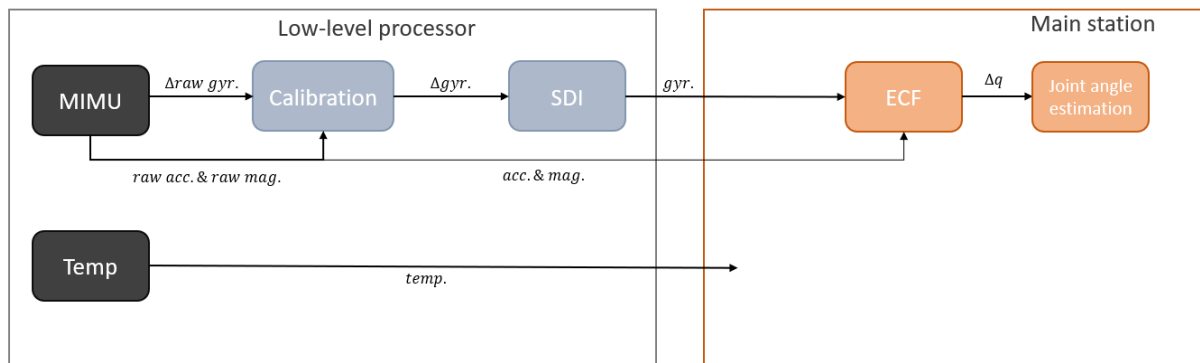 Low-level processor
Main station
MIMU
Δraw gyr.
Calibration
Δgyr.
SDI
gyr.
ECF
Δq
Joint angle
estimation
raw acc. & raw mag.
acc. & mag.
Temp
temp.